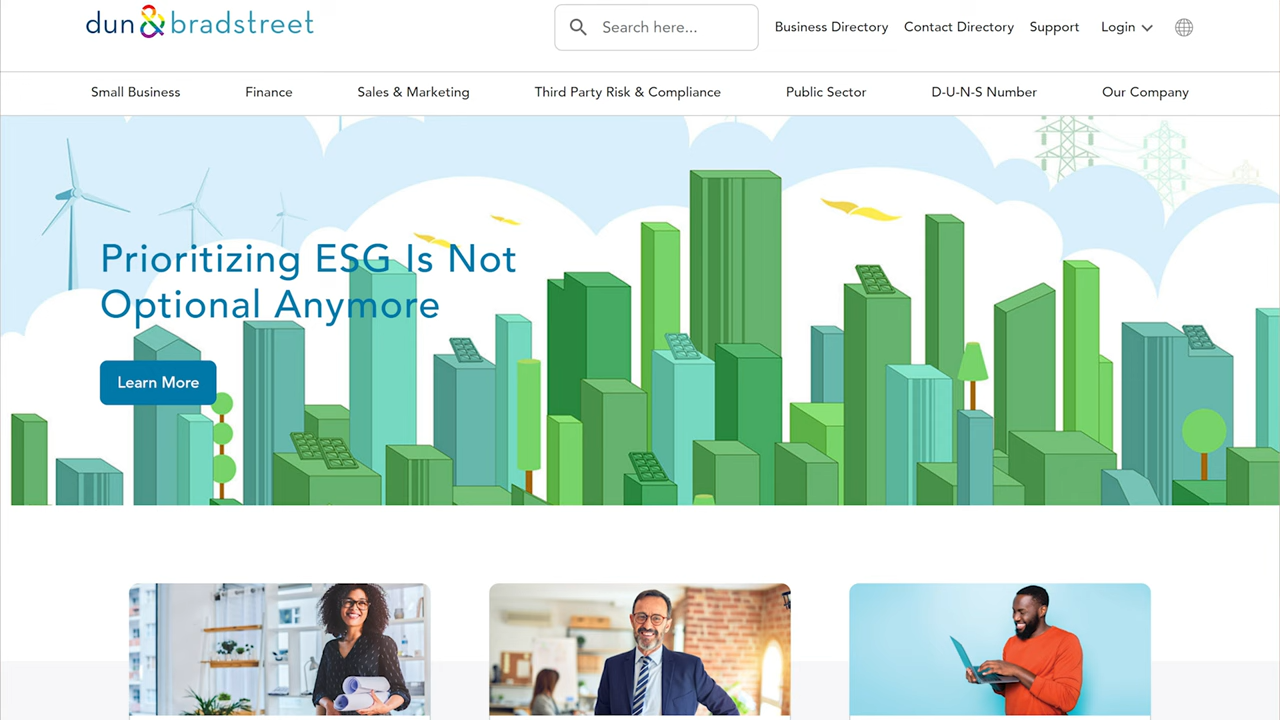 dun & bradstreet
Search here...
Business Directory
Contact Directory
Support
Login
Small Business
Finance
Sales & Marketing
Third Party Risk & Compliance
Public Sector
D-U-N-S Number
Our Company
Prioritizing ESG Is Not
Optional Anymore
Learn More